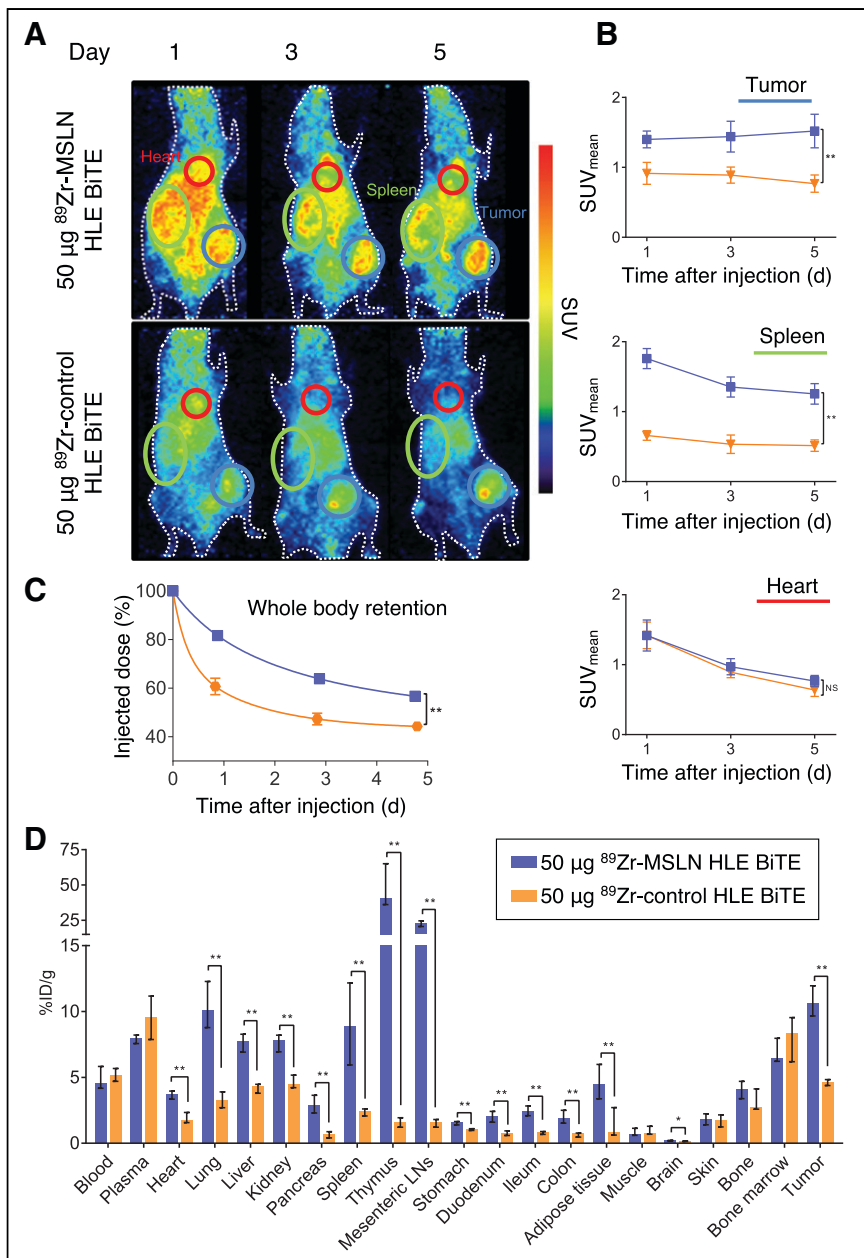 A
Day 1 3 5
50 µg ⁸⁹Zr-MSLN
HLE BiTE
Heart
Spleen
Tumor
50 µg ⁸⁹Zr-control
HLE BiTE
SUV
B
Tumor
SUVmean
2
1
0
**
1 3 5
Time after injection (d)
Spleen
SUVmean
2
1
0
**
1 3 5
Time after injection (d)
Heart
SUVmean
2
1
0
NS
1 3 5
Time after injection (d)
C
Whole body retention
Injected dose (%)
100
80
60
40
**
0 1 2 3 4 5
Time after injection (d)
D
50 µg ⁸⁹Zr-MSLN HLE BiTE
50 µg ⁸⁹Zr-control HLE BiTE
%ID/g
75
50
25
15
10
5
0
** ** ** ** ** ** ** ** ** ** ** ** ** * **
Blood
Plasma
Heart
Lung
Liver
Kidney
Pancreas
Spleen
Thymus
Mesenteric LNs
Stomach
Duodenum
Ileum
Colon
Adipose tissue
Muscle
Brain
Skin
Bone
Bone marrow
Tumor